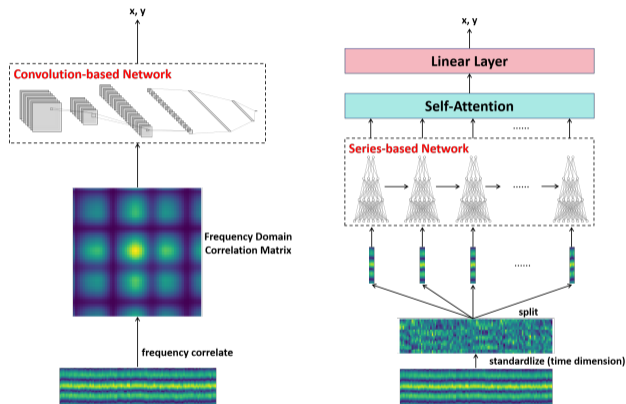 x, y
Convolution-based Network
Frequency Domain
Correlation Matrix
frequency correlate
x, y
Linear Layer
Self-Attention
......
Series-based Network
......
......
split
standardlize (time dimension)